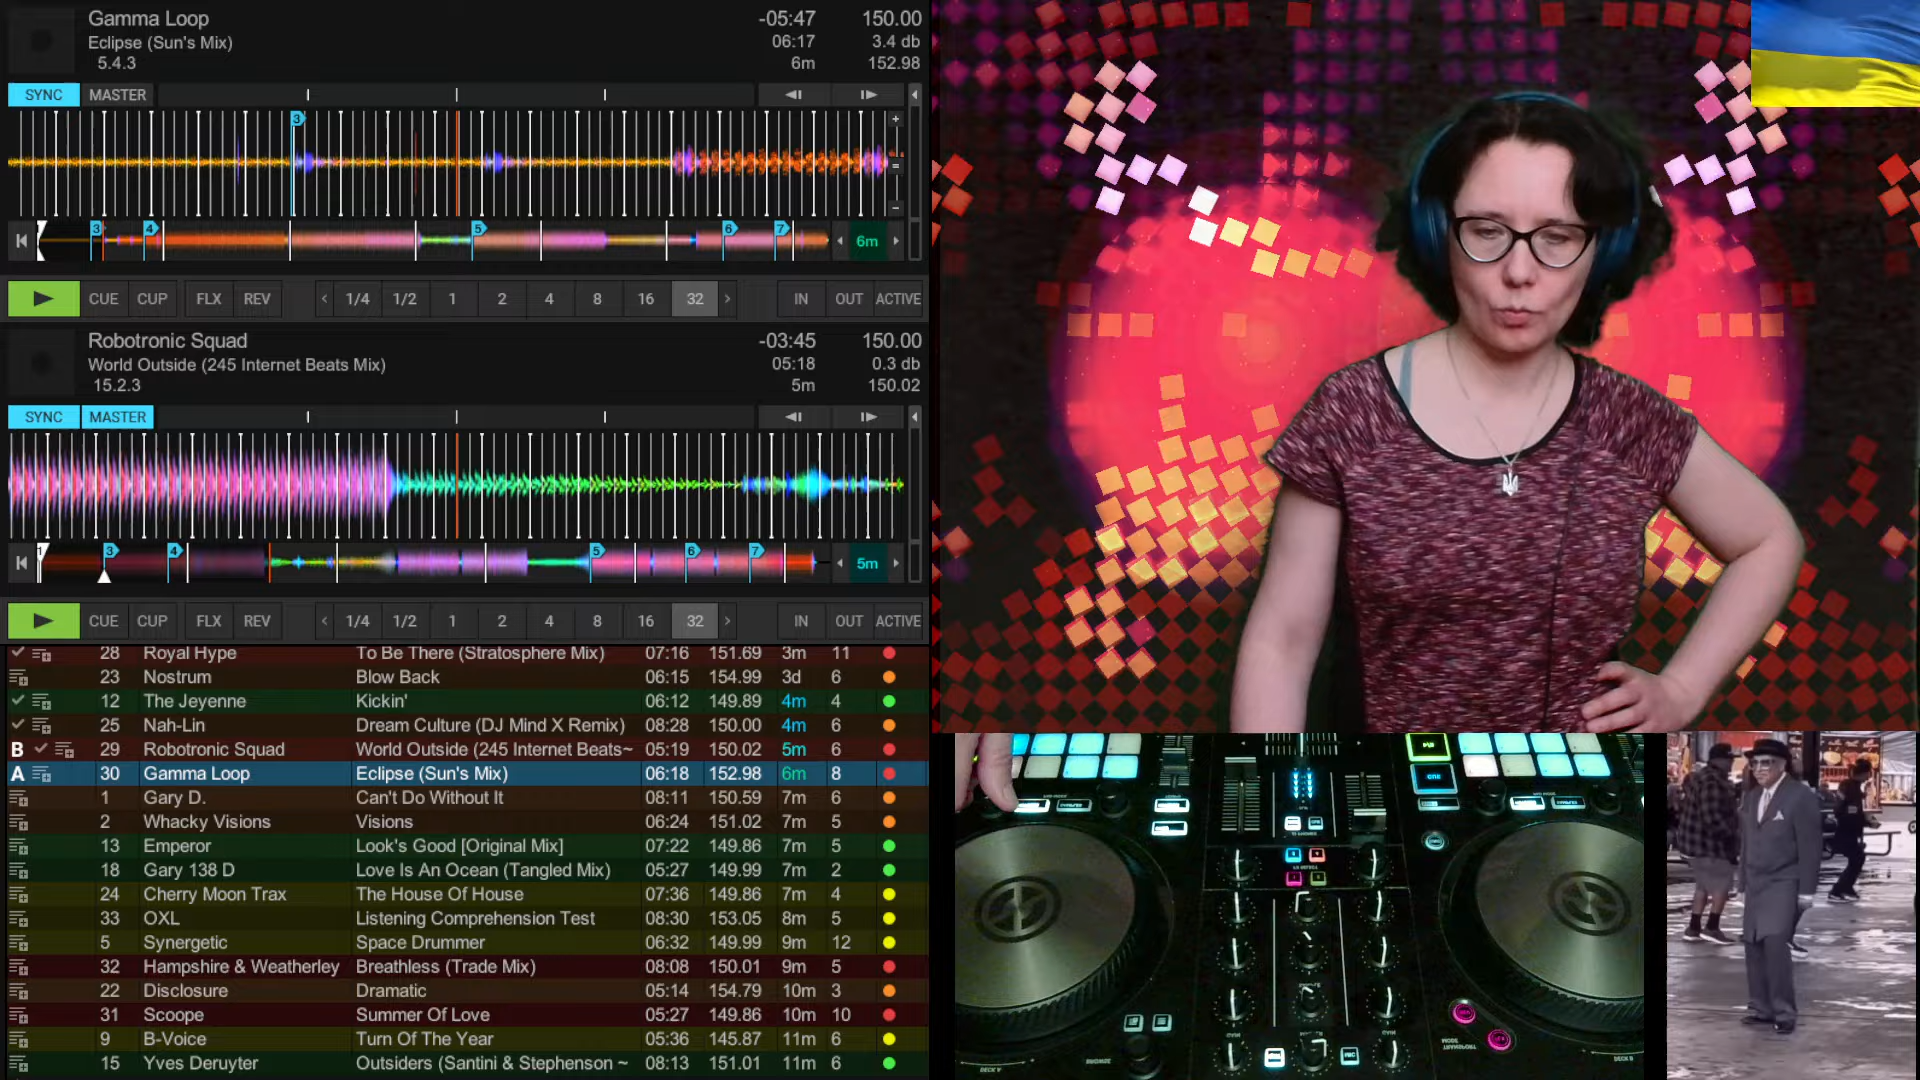 Gamma Loop -05:47 150.00
Eclipse (Sun's Mix) 06:17 3.4 db
5.4.3 6m 152.98
SYNC MASTER
3
3 4 5 6 7 6m
CUE CUP FLX REV 1/4 1/2 1 2 4 8 16 32 IN OUT ACTIVE
Robotronic Squad -03:45 150.00
World Outside (245 Internet Beats Mix) 05:18 0.3 db
15.2.3 5m 150.02
SYNC MASTER
1 3 4 5 6 7 5m
CUE CUP FLX REV 1/4 1/2 1 2 4 8 16 32 IN OUT ACTIVE
28 Royal Hype To Be There (Stratosphere Mix) 07:16 151.69 3m 11
23 Nostrum Blow Back 06:15 154.99 3d 6
12 The Jeyenne Kickin' 06:12 149.89 4m 4
25 Nah-Lin Dream Culture (DJ Mind X Remix) 08:28 150.00 4m 6
B 29 Robotronic Squad World Outside (245 Internet Beats~ 05:19 150.02 5m 6
A 30 Gamma Loop Eclipse (Sun's Mix) 06:18 152.98 6m 8
1 Gary D. Can't Do Without It 08:11 150.59 7m 6
2 Whacky Visions Visions 06:24 151.02 7m 5
13 Emperor Look's Good [Original Mix] 07:22 149.86 7m 5
18 Gary 138 D Love Is An Ocean (Tangled Mix) 05:27 149.99 7m 2
24 Cherry Moon Trax The House Of House 07:36 149.86 7m 4
33 OXL Listening Comprehension Test 08:30 153.05 8m 5
5 Synergetic Space Drummer 06:32 149.99 9m 12
32 Hampshire & Weatherley Breathless (Trade Mix) 08:08 150.01 9m 5
22 Disclosure Dramatic 05:14 154.79 10m 3
31 Scoope Summer Of Love 05:27 149.86 10m 10
9 B-Voice Turn Of The Year 05:36 145.87 11m 6
15 Yves Deruyter Outsiders (Santini & Stephenson ~ 08:13 151.01 11m 6